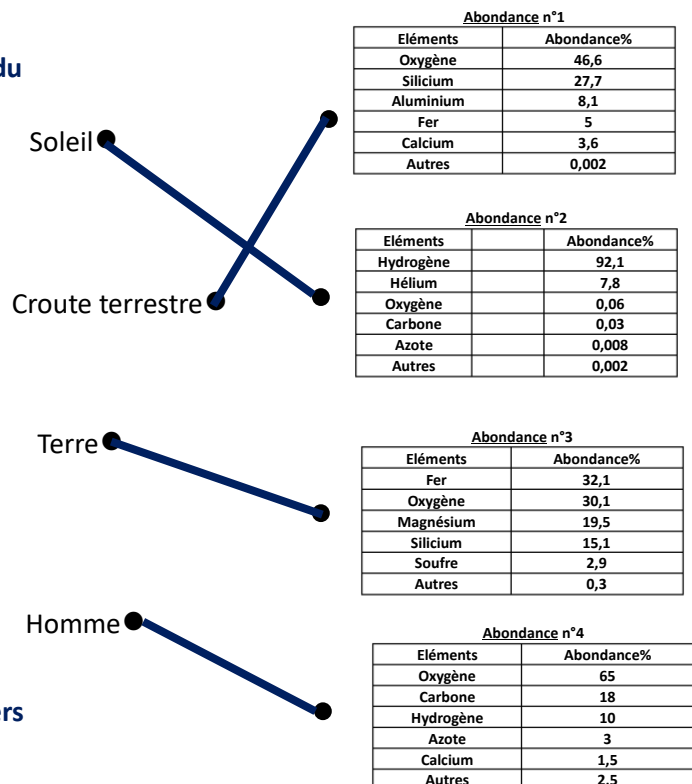 du
Soleil
Croute terrestre
Terre
Homme
ers
Abondance n°1
Eléments Abondance%
Oxygène 46,6
Silicium 27,7
Aluminium 8,1
Fer 5
Calcium 3,6
Autres 0,002
Abondance n°2
Eléments Abondance%
Hydrogène 92,1
Hélium 7,8
Oxygène 0,06
Carbone 0,03
Azote 0,008
Autres 0,002
Abondance n°3
Eléments Abondance%
Fer 32,1
Oxygène 30,1
Magnésium 19,5
Silicium 15,1
Soufre 2,9
Autres 0,3
Abondance n°4
Eléments Abondance%
Oxygène 65
Carbone 18
Hydrogène 10
Azote 3
Calcium 1,5
Autres 2,5